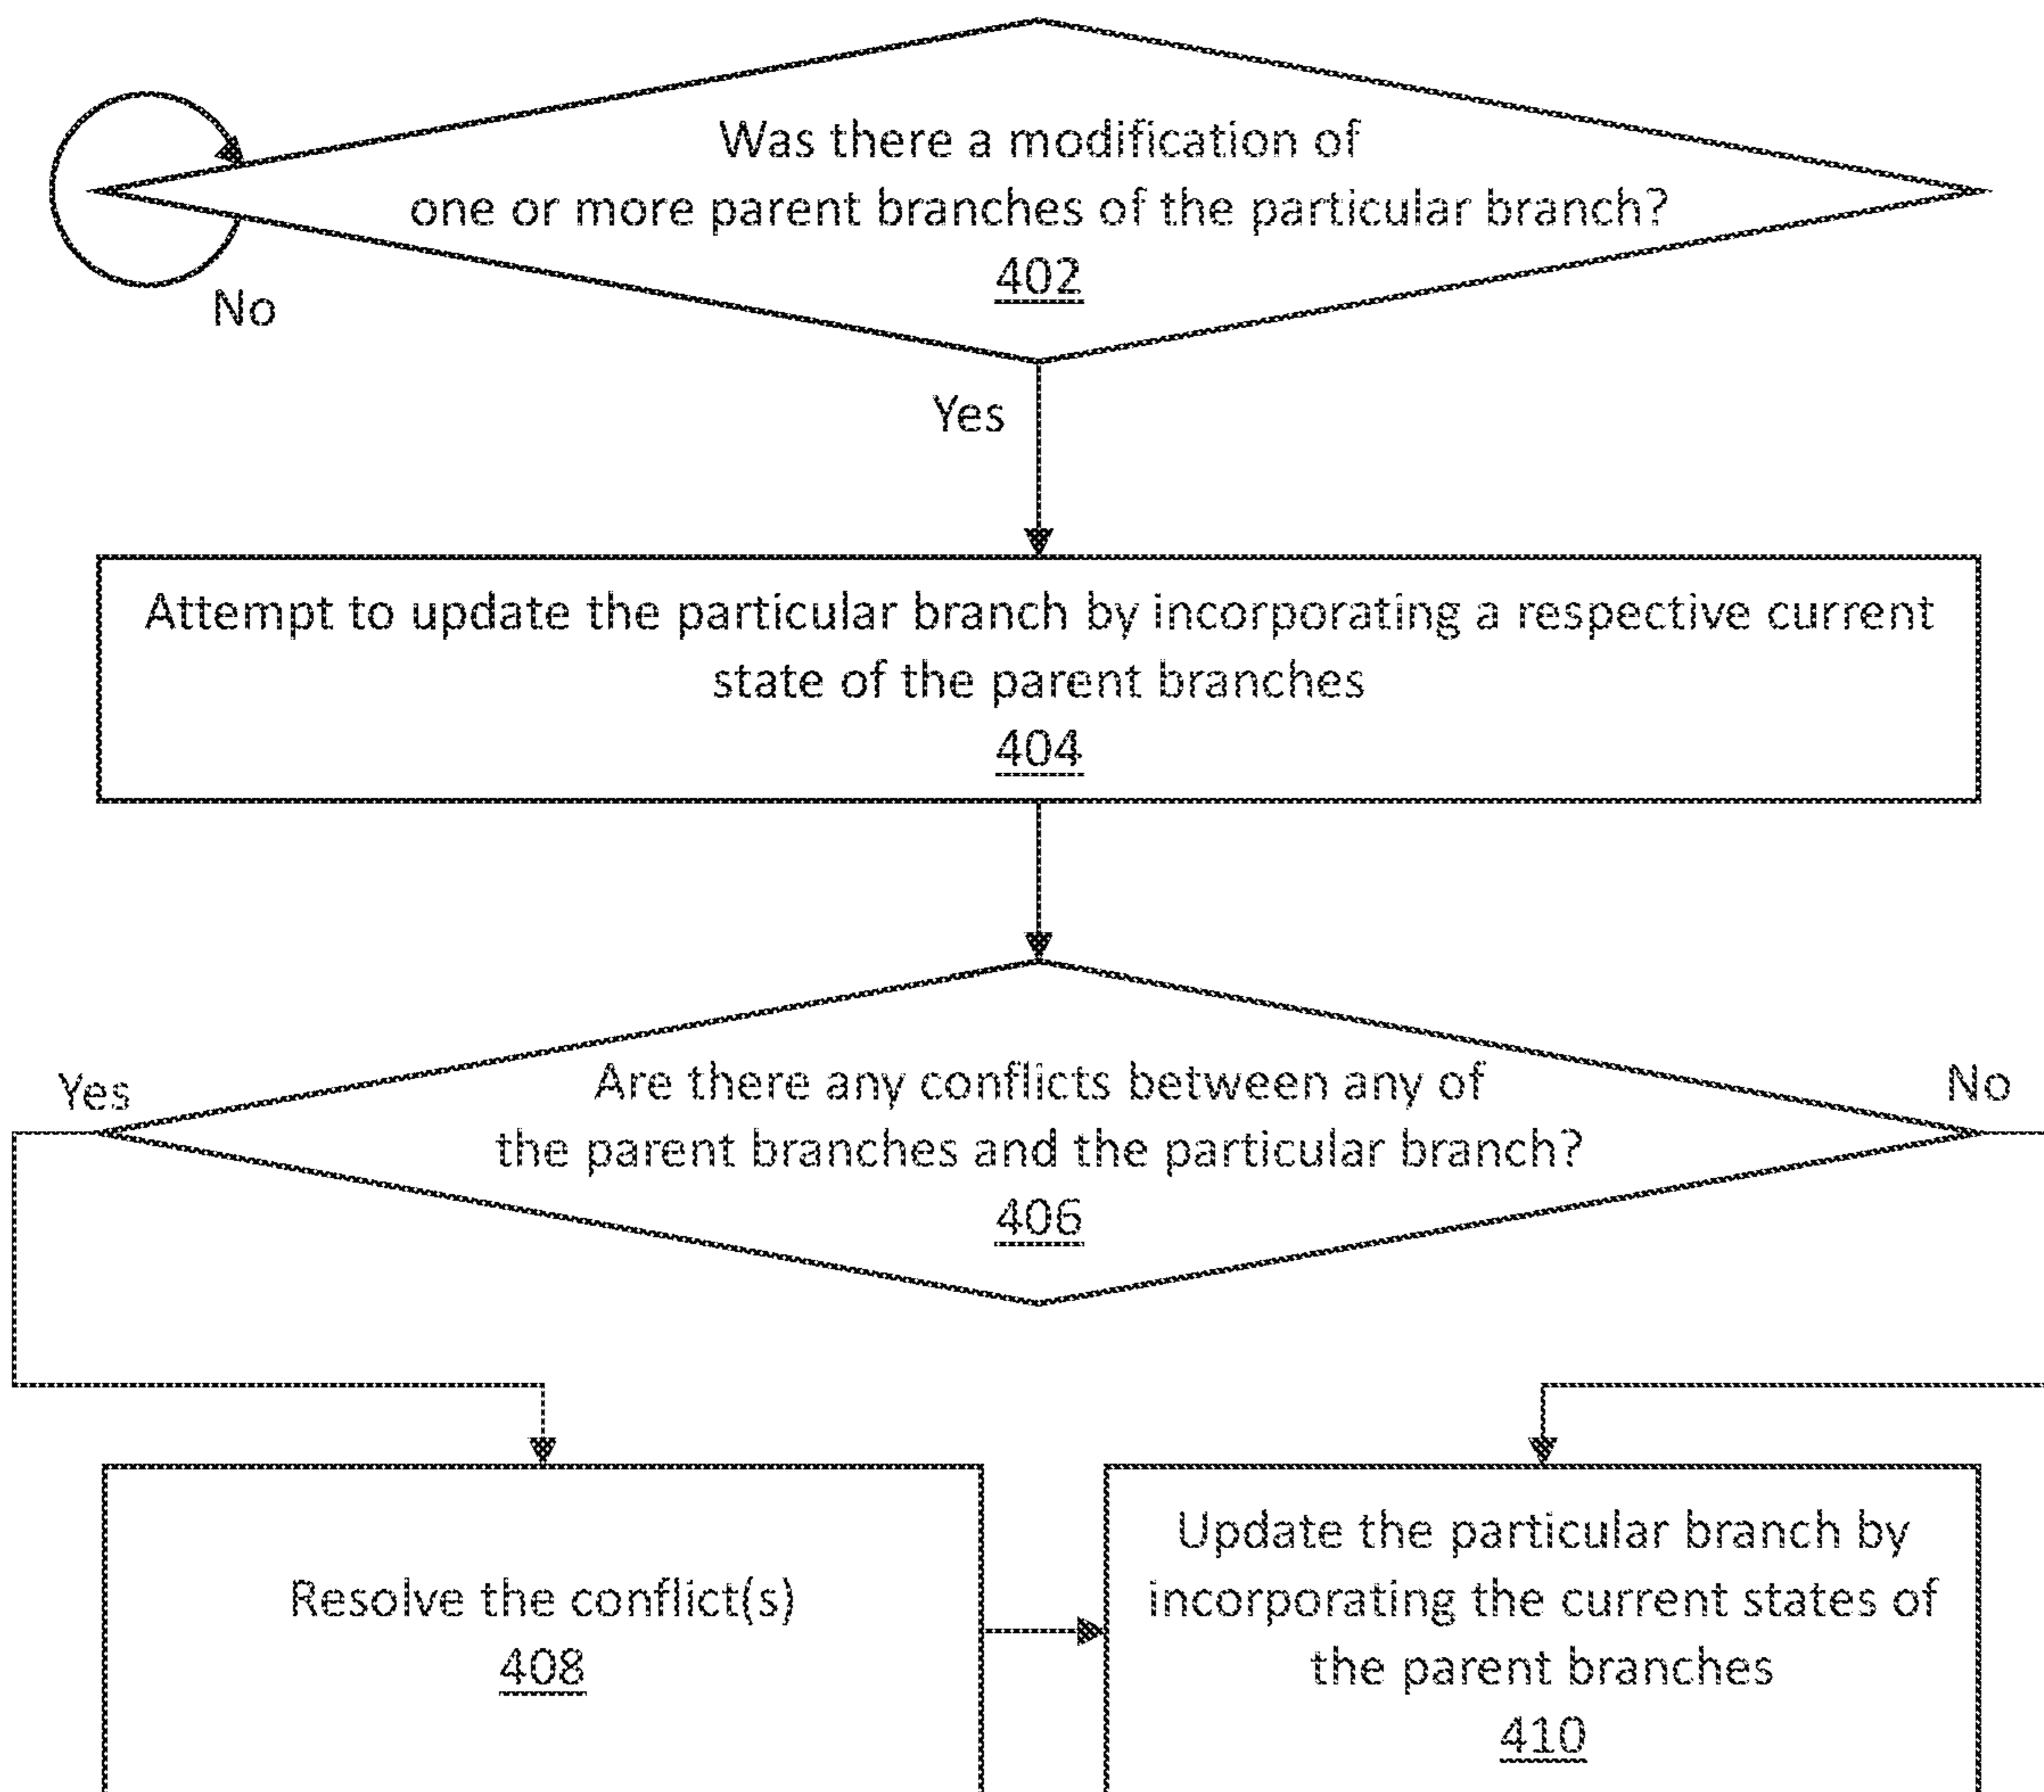 Was there a modification of
one or more parent branches of the particular branch?
402
No
Yes
Attempt to update the particular branch by incorporating a respective current
state of the parent branches
404
Yes
Are there any conflicts between any of
the parent branches and the particular branch?
406
No
Resolve the conflict(s)
408
Update the particular branch by
incorporating the current states of
the parent branches
410